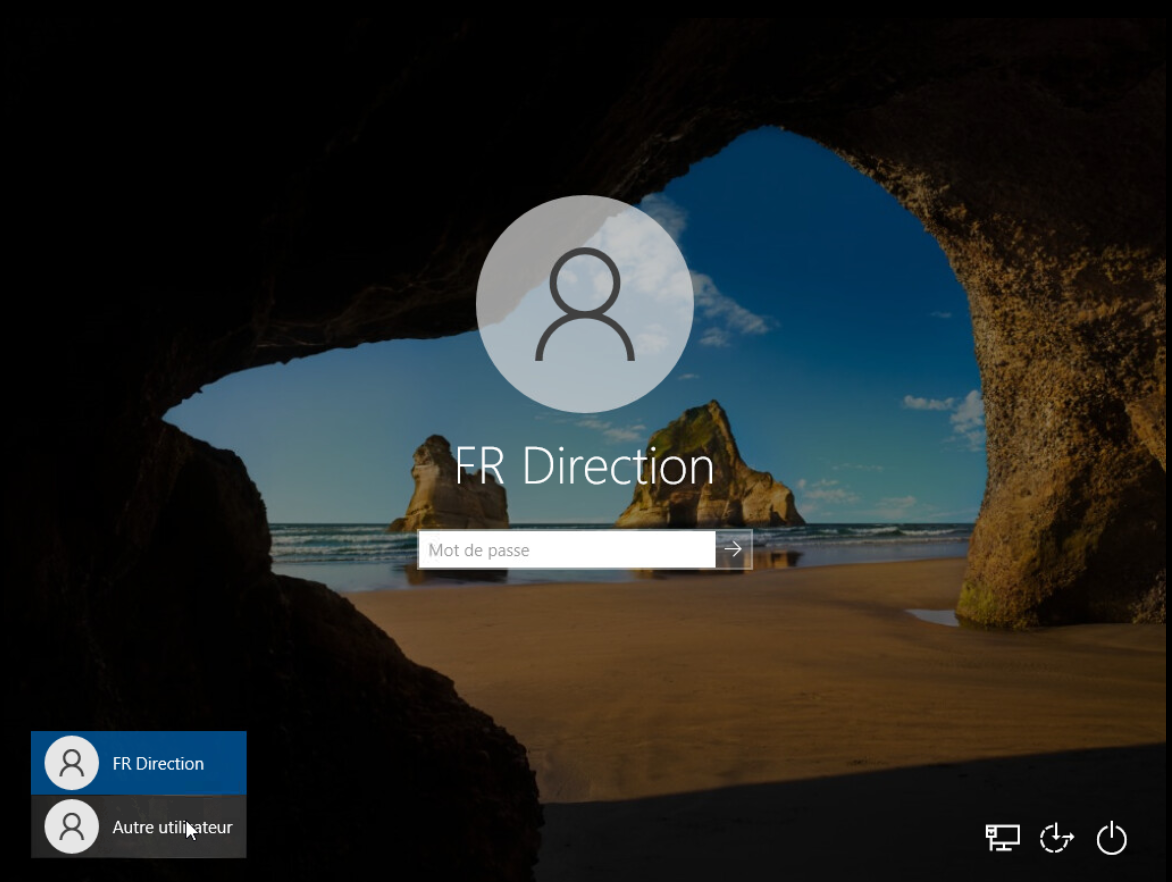 FR Direction
Mot de passe
FR Direction
Autre utilisateur